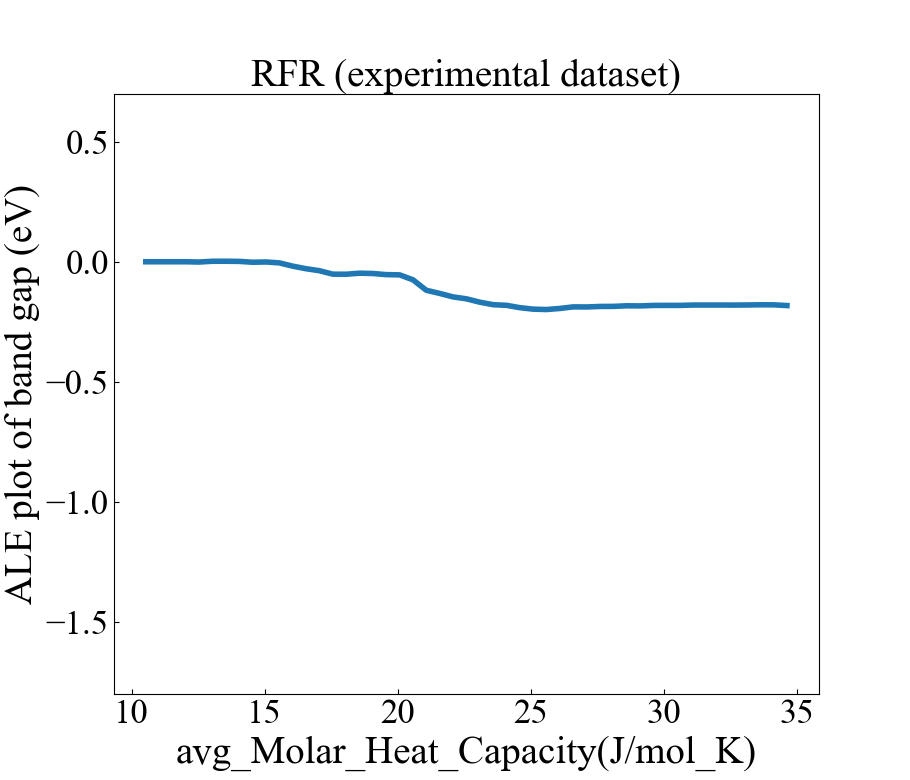 RFR (experimental dataset)
ALE plot of band gap (eV)
0.5
0.0
−0.5
−1.0
−1.5
10 15 20 25 30 35
avg_Molar_Heat_Capacity(J/mol_K)